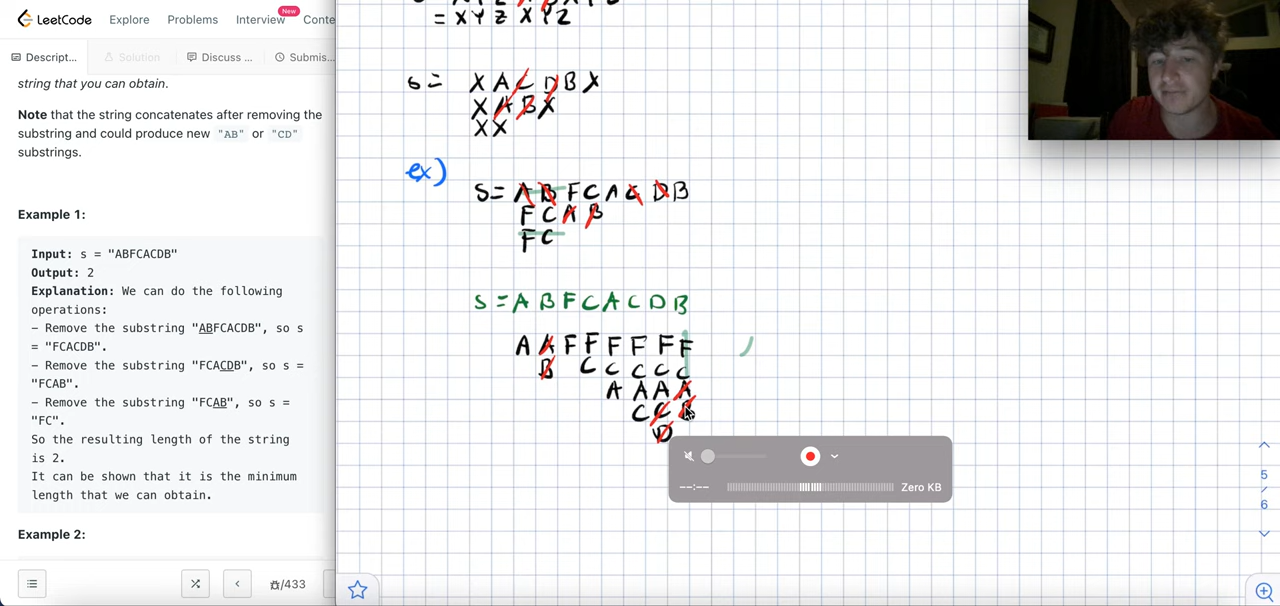 LeetCode Explore Problems Interview New Conte
Descript... Solution Discuss ... Submis...
string that you can obtain.
Note that the string concatenates after removing the
substring and could produce new "AB" or "CD"
substrings.
Example 1:
Input: s = "ABFCACDB"
Output: 2
Explanation: We can do the following
operations:
- Remove the substring "ABFCACDB", so s
= "FCACDB".
- Remove the substring "FCACDB", so s =
"FCAB".
- Remove the substring "FCAB", so s =
"FC".
So the resulting length of the string
is 2.
It can be shown that it is the minimum
length that we can obtain.
Example 2:
/433
= X Y Z X Y Z
s = X A C D B X
X A B X
X X
ex)
S = A B F C A C D B
F C A B
F C
S = A B F C A C D B
A A F F F F F F
B C C C C C
A A A A
C C B
D
--:-- Zero KB
5
/
6